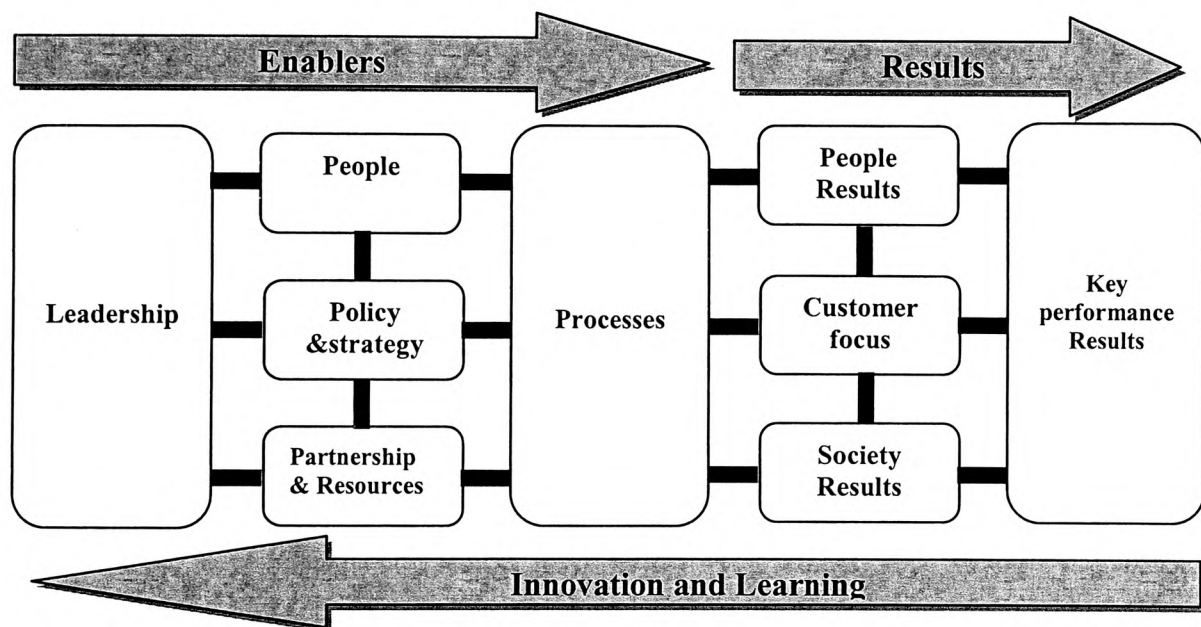 Enablers
Results
Leadership
People
Policy
&strategy
Partnership
& Resources
Processes
People
Results
Customer
focus
Society
Results
Key
performance
Results
Innovation and Learning